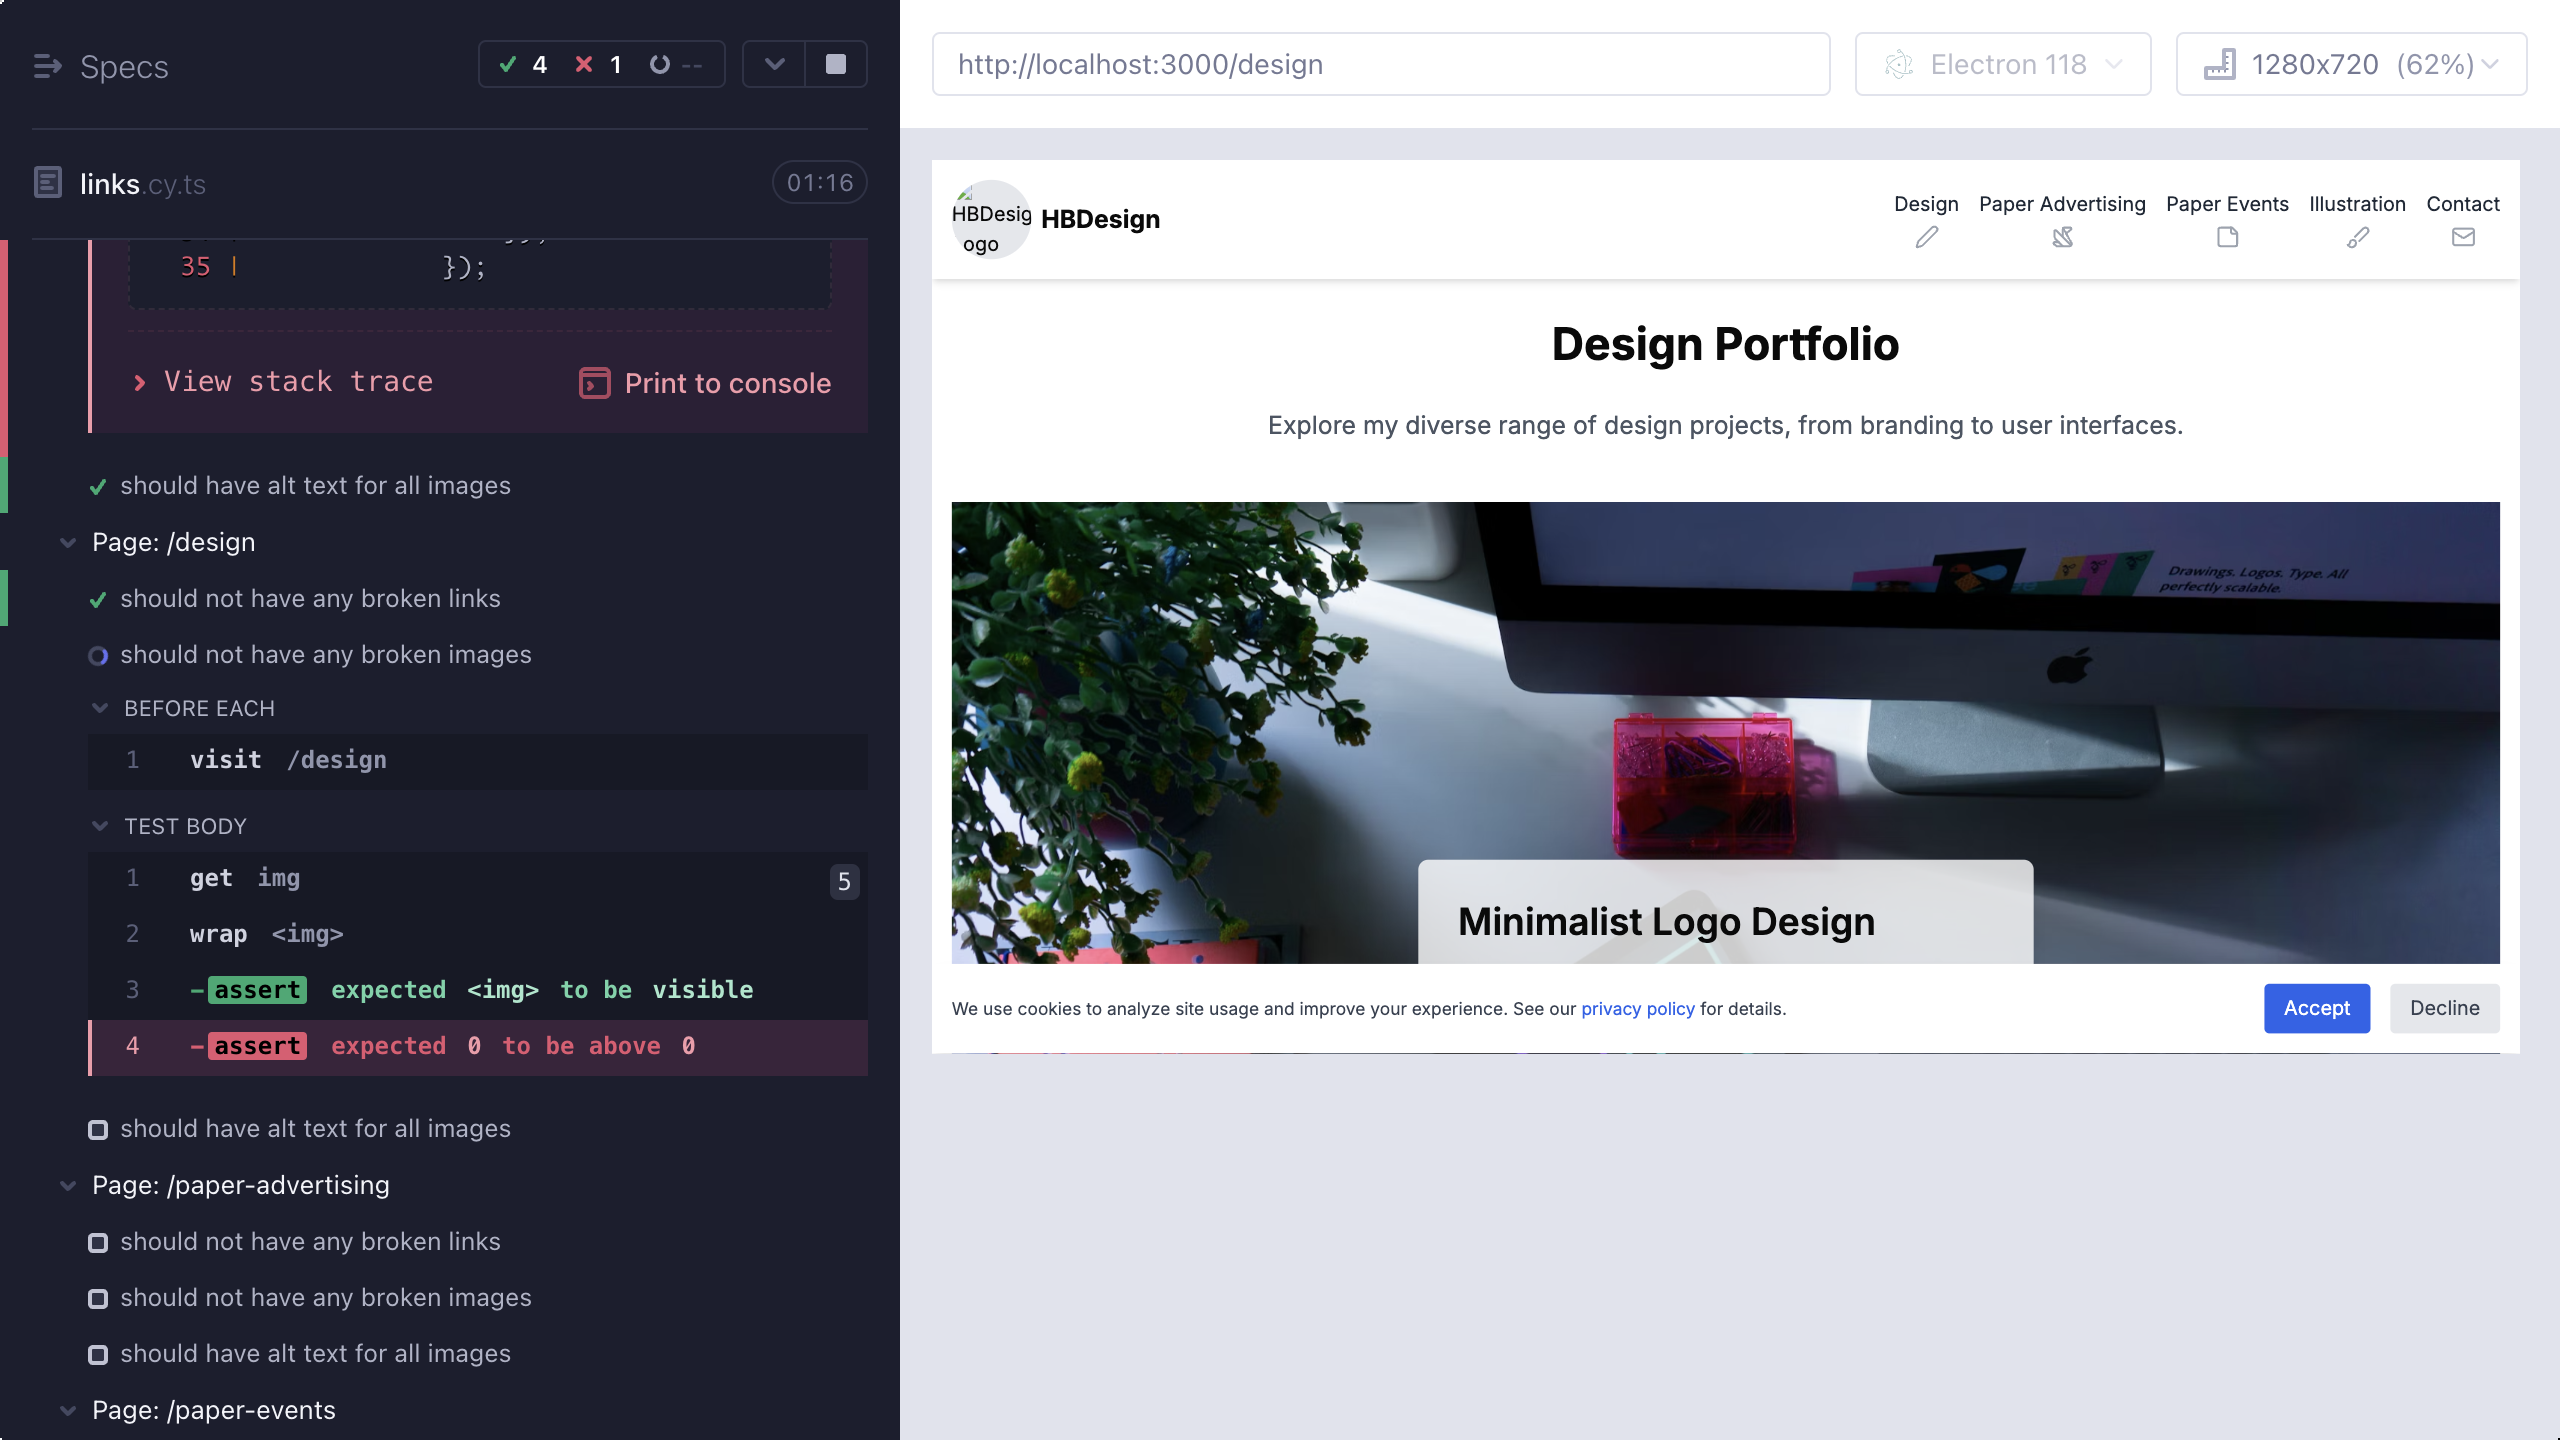 Specs
4 1 --
links.cy.ts
01:16
35 | });
View stack trace
Print to console
should have alt text for all images
Page: /design
should not have any broken links
should not have any broken images
BEFORE EACH
1 visit /design
TEST BODY
1 get img 5
2 wrap <img>
3 -assert expected <img> to be visible
4 -assert expected 0 to be above 0
should have alt text for all images
Page: /paper-advertising
should not have any broken links
should not have any broken images
should have alt text for all images
Page: /paper-events
http://localhost:3000/design
Electron 118
1280x720 (62%)
HBDesig
logo
HBDesign
Design
Paper Advertising
Paper Events
Illustration
Contact
Design Portfolio
Explore my diverse range of design projects, from branding to user interfaces.
Drawings. Logos. Type. All
perfectly scalable.
Minimalist Logo Design
We use cookies to analyze site usage and improve your experience. See our privacy policy for details.
Accept
Decline